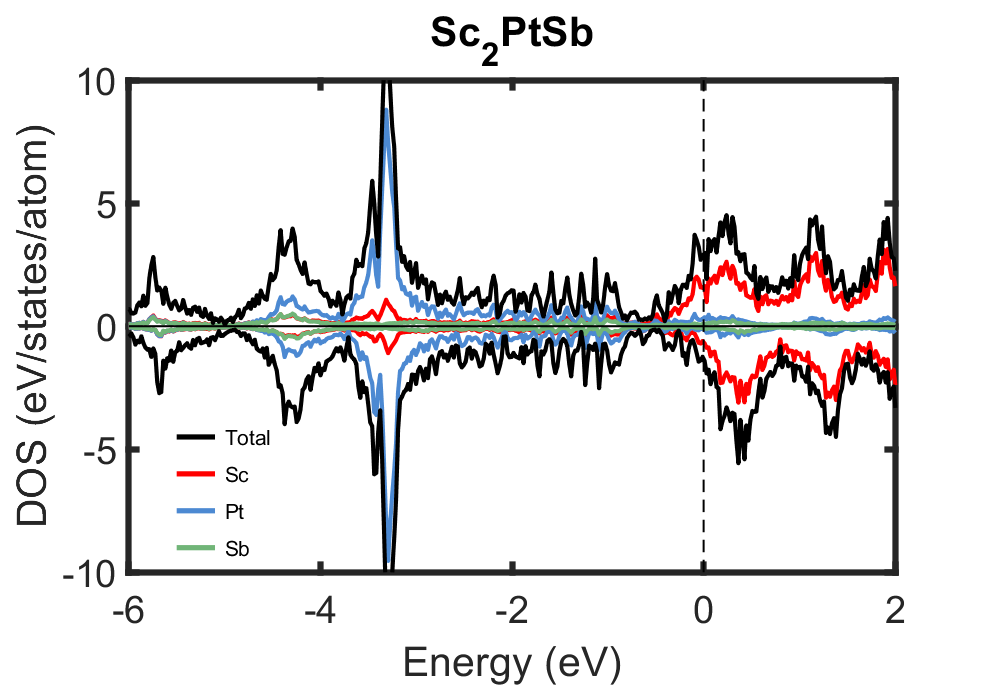 Sc2PtSb
DOS (eV/states/atom)
10
5
0
-5
-10
Total
Sc
Pt
Sb
-6 -4 -2 0 2
Energy (eV)